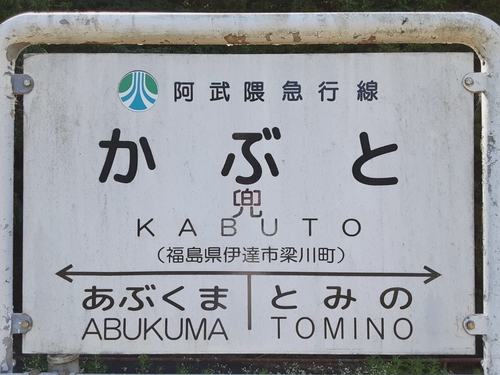 阿武隈急行線
かぶと
兜
KABUTO
(福島県伊達市梁川町)
あぶくま とみの
ABUKUMA TOMINO